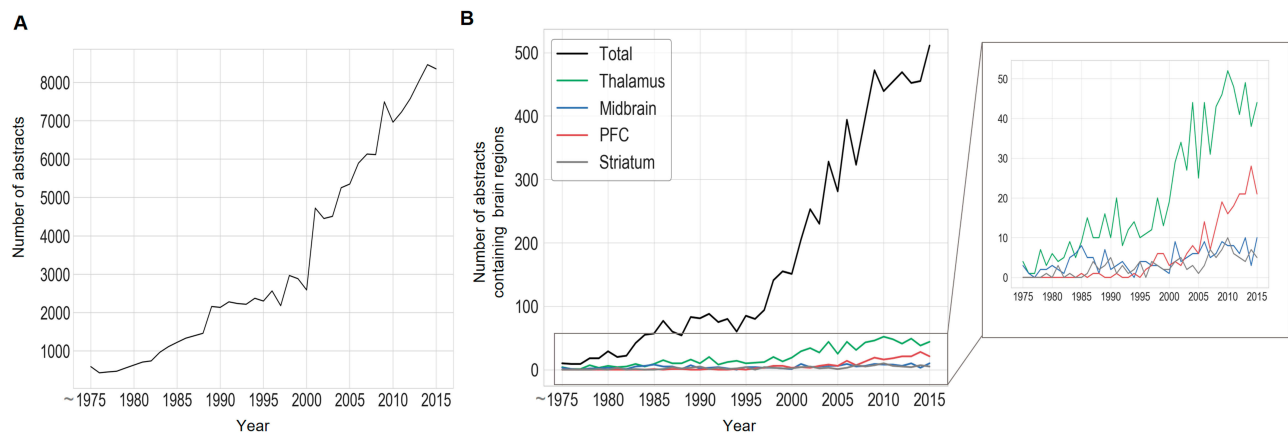 A
Number of abstracts
8000
7000
6000
5000
4000
3000
2000
1000
~1975 1980 1985 1990 1995 2000 2005 2010 2015
Year
B
Number of abstracts
containing brain regions
500
400
300
200
100
0
Total
Thalamus
Midbrain
PFC
Striatum
~1975 1980 1985 1990 1995 2000 2005 2010 2015
Year
50
40
30
20
10
0
1975 1980 1985 1990 1995 2000 2005 2010 2015